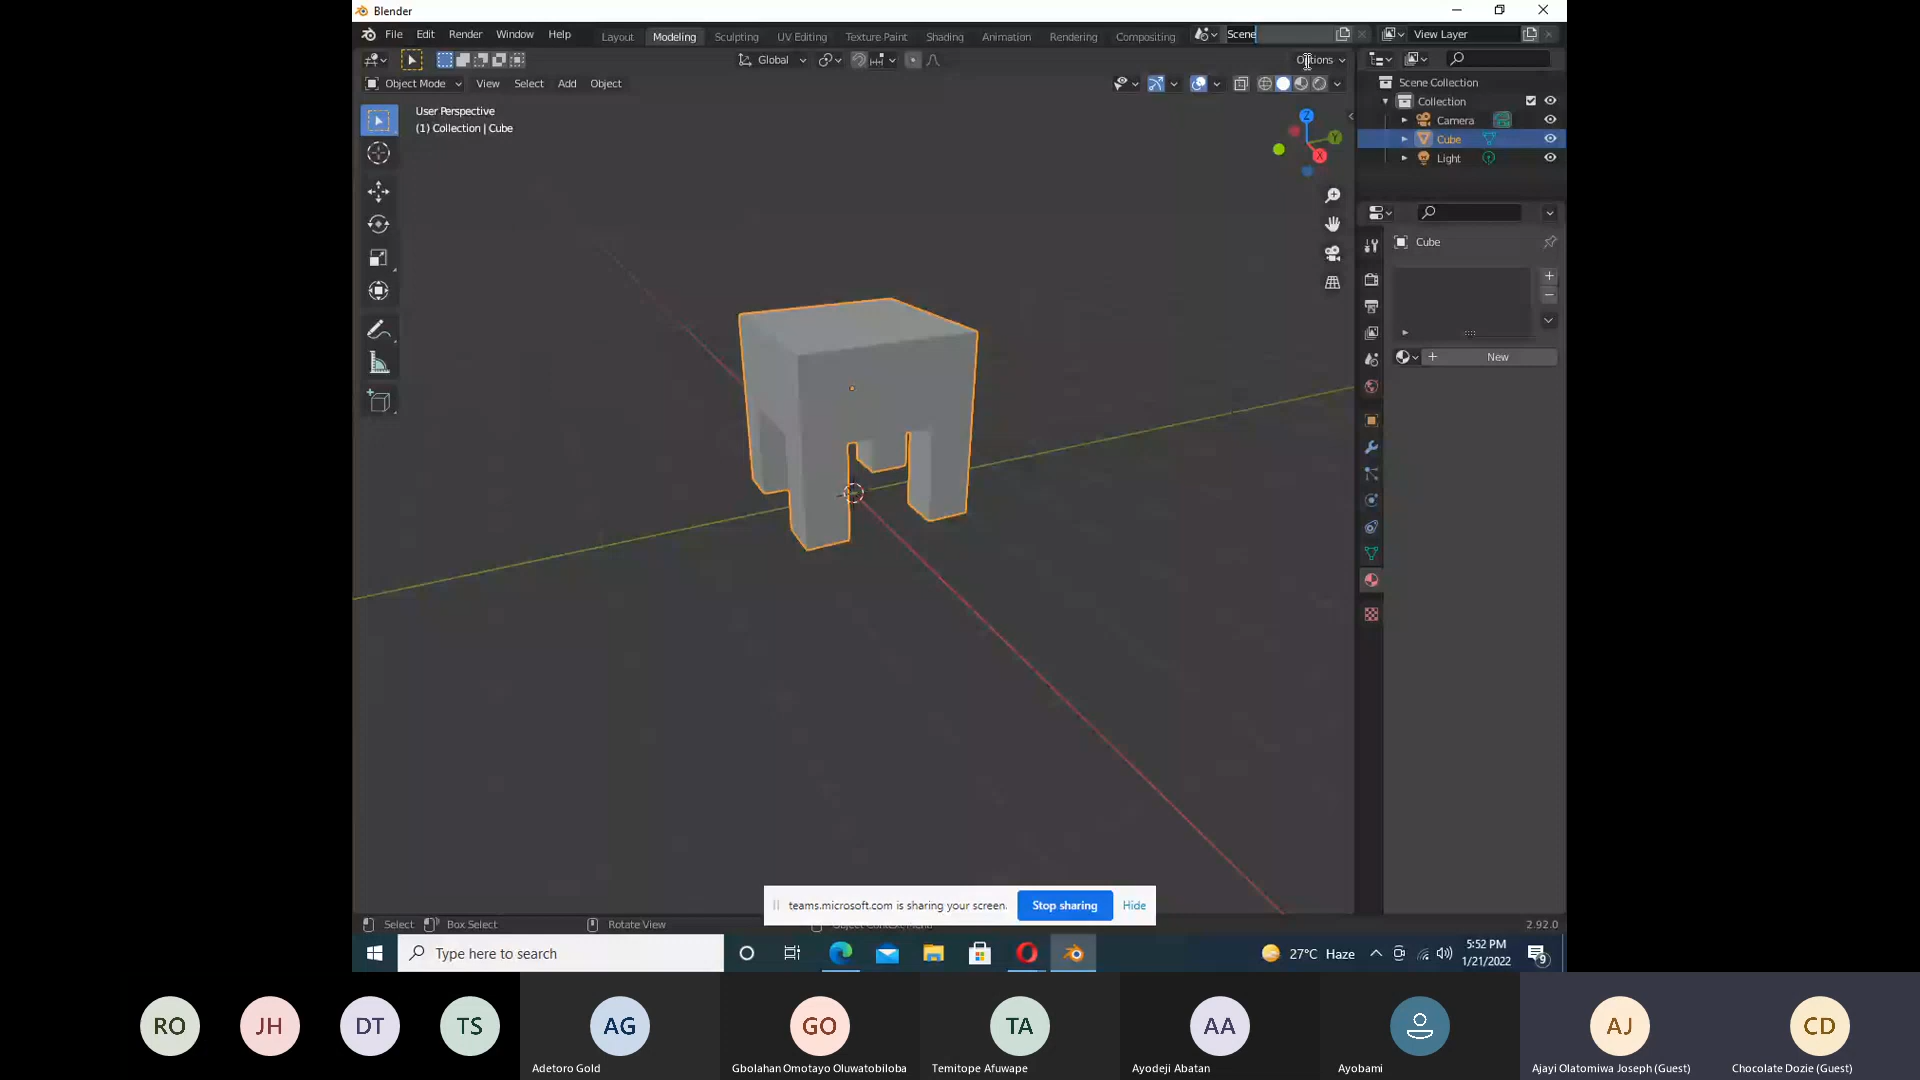 Blender
File Edit Render Window Help Layout Modeling Sculpting UV Editing Texture Paint Shading Animation Rendering Compositing Scene View Layer
Global Options
Object Mode View Select Add Object
User Perspective
(1) Collection | Cube
Z
Y
X
Scene Collection
Collection
Camera
Cube
Light
Cube
New
teams.microsoft.com is sharing your screen. Stop sharing Hide
Select Box Select Rotate View Object Context Menu 2.92.0
Type here to search 27°C Haze 5:52 PM
1/21/2022
9
RO JH DT TS AG GO TA AA AJ CD
Adetoro Gold Gbolahan Omotayo Oluwatobiloba Temitope Afuwape Ayodeji Abatan Ayobami Ajayi Olatomiwa Joseph (Guest) Chocolate Dozie (Guest)